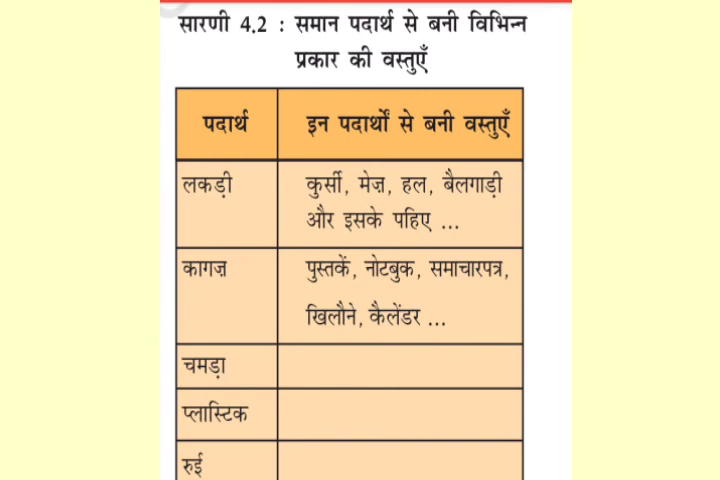 सारणी 4.2 : समान पदार्थ से बनी विभिन्न
प्रकार की वस्तुएँ
पदार्थ इन पदार्थों से बनी वस्तुएँ
लकड़ी कुर्सी, मेज़, हल, बैलगाड़ी
और इसके पहिए ...
कागज़ पुस्तकें, नोटबुक, समाचारपत्र,
खिलौने, कैलेंडर ...
चमड़ा
प्लास्टिक
रुई